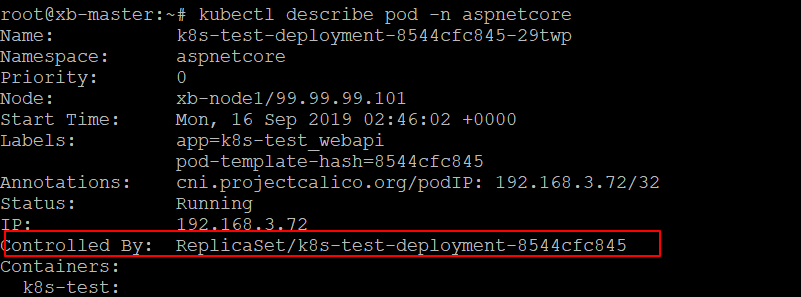 root@xb-master:~# kubectl describe pod -n aspnetcore
Name: k8s-test-deployment-8544cfc845-29twp
Namespace: aspnetcore
Priority: 0
Node: xb-node1/99.99.99.101
Start Time: Mon, 16 Sep 2019 02:46:02 +0000
Labels: app=k8s-test_webapi
pod-template-hash=8544cfc845
Annotations: cni.projectcalico.org/podIP: 192.168.3.72/32
Status: Running
IP: 192.168.3.72
Controlled By: ReplicaSet/k8s-test-deployment-8544cfc845
Containers:
k8s-test: